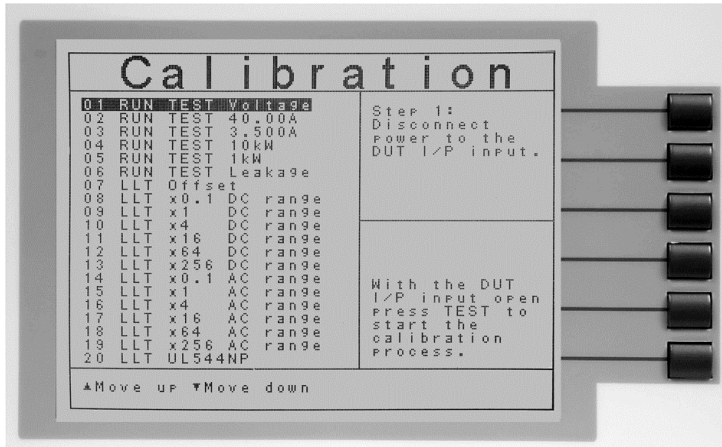 Calibration
01 RUN TEST Voltage
02 RUN TEST 40.00A
03 RUN TEST 3.500A
04 RUN TEST 10kW
05 RUN TEST 1kW
06 RUN TEST Leakage
07 LLT Offset
08 LLT x0.1 DC range
09 LLT x1 DC range
10 LLT x4 DC range
11 LLT x16 DC range
12 LLT x64 DC range
13 LLT x256 DC range
14 LLT x0.1 AC range
15 LLT x1 AC range
16 LLT x4 AC range
17 LLT x16 AC range
18 LLT x64 AC range
19 LLT x256 AC range
20 LLT UL544NP
Step 1:
Disconnect
power to the
DUT I/P input.
With the DUT
I/P input open
press TEST to
start the
calibration
process.
▲Move up ▼Move down